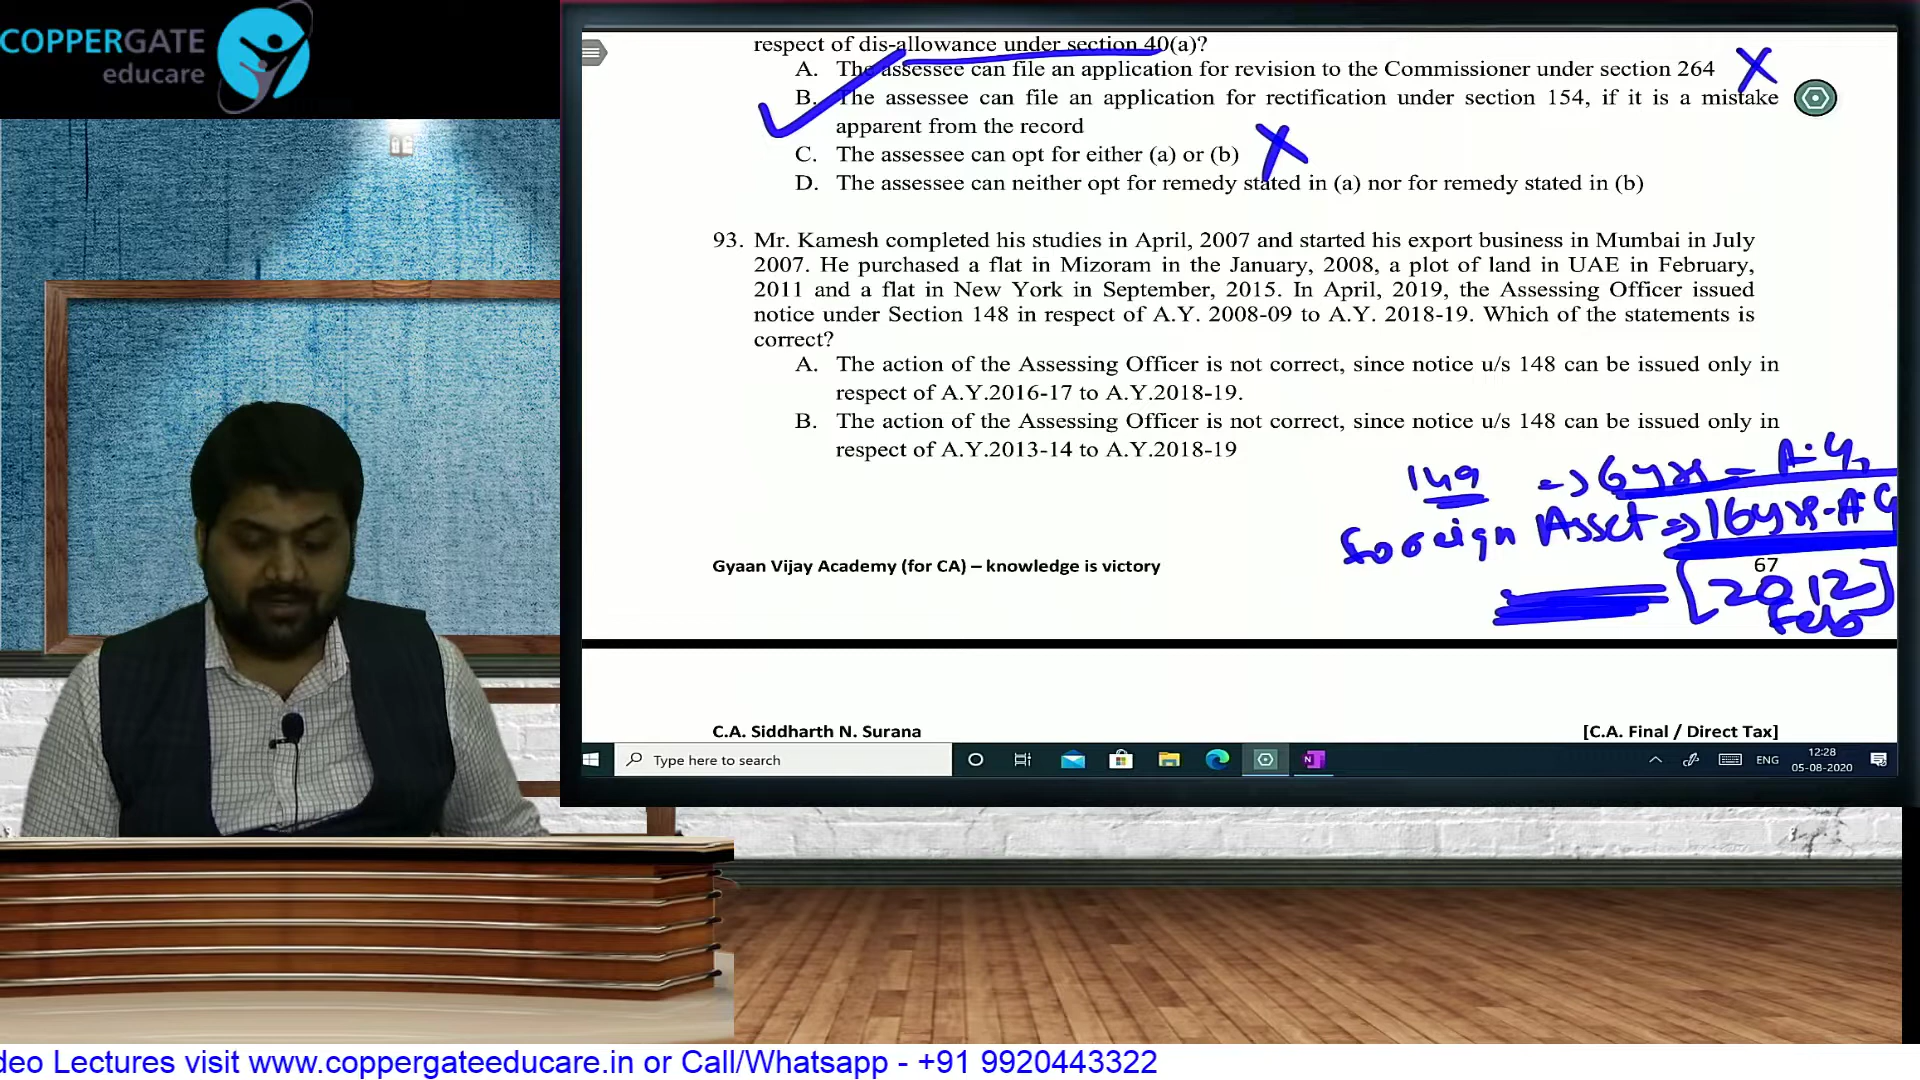 COPPERGATE
educare
respect of dis-allowance under section 40(a)?
A. The assessee can file an application for revision to the Commissioner under section 264
B. The assessee can file an application for rectification under section 154, if it is a mistake
apparent from the record
C. The assessee can opt for either (a) or (b)
D. The assessee can neither opt for remedy stated in (a) nor for remedy stated in (b)
93. Mr. Kamesh completed his studies in April, 2007 and started his export business in Mumbai in July
2007. He purchased a flat in Mizoram in the January, 2008, a plot of land in UAE in February,
2011 and a flat in New York in September, 2015. In April, 2019, the Assessing Officer issued
notice under Section 148 in respect of A.Y. 2008-09 to A.Y. 2018-19. Which of the statements is
correct?
A. The action of the Assessing Officer is not correct, since notice u/s 148 can be issued only in
respect of A.Y.2016-17 to A.Y.2018-19.
B. The action of the Assessing Officer is not correct, since notice u/s 148 can be issued only in
respect of A.Y.2013-14 to A.Y.2018-19
149 => 6 yrs - A.Y.
Foreign Asset => 16 yrs - A.Y
Gyaan Vijay Academy (for CA) – knowledge is victory
67
[2012]
Feb
C.A. Siddharth N. Surana
[C.A. Final / Direct Tax]
Type here to search
ENG
12:28
05-08-2020
deo Lectures visit www.coppergateeducare.in or Call/Whatsapp - +91 9920443322